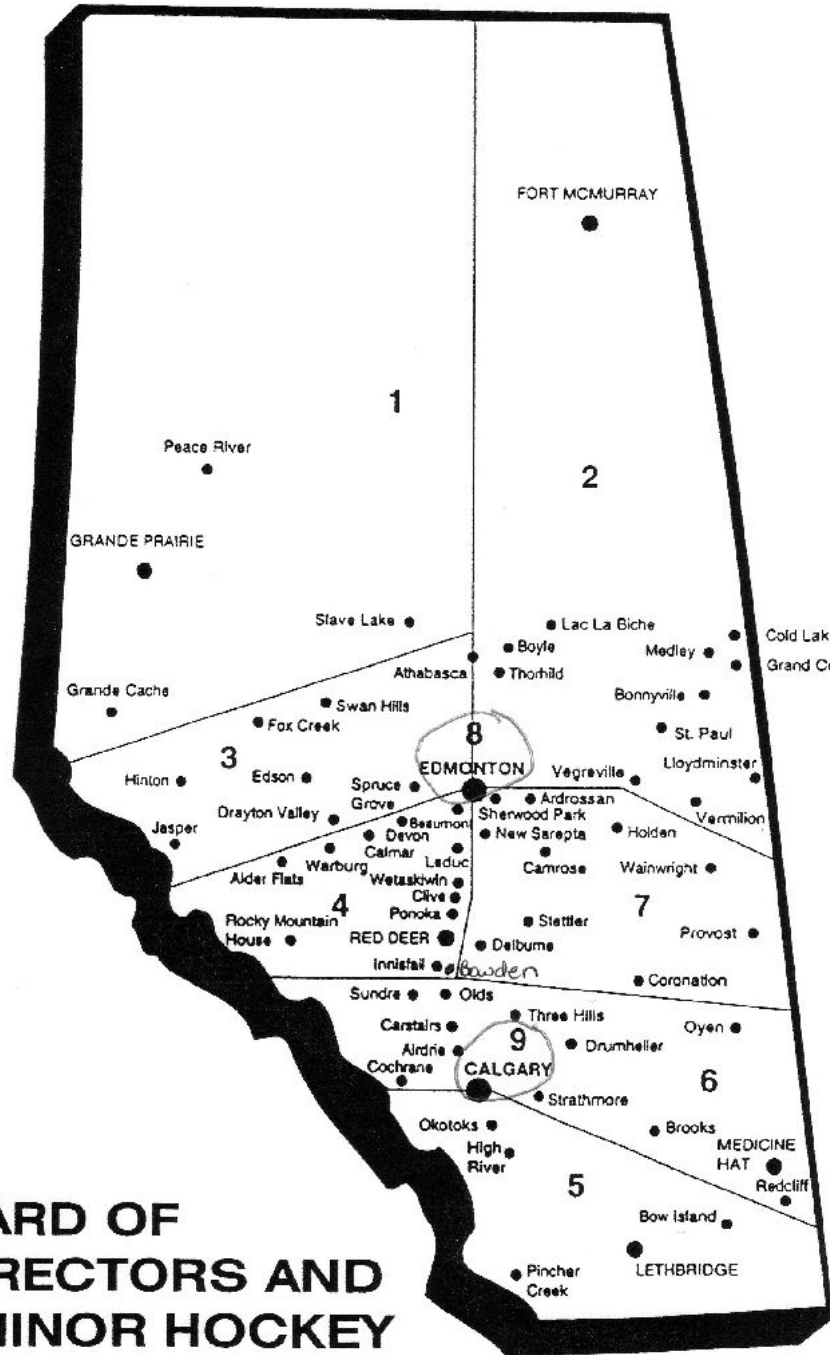 FORT MCMURRAY
1
Peace River
2
GRANDE PRAIRIE
Slave Lake
Lac La Biche
Boyle
Cold Lak
Medley
Athabasca
Thorhild
Grand C
Grande Cache
Swan Hills
Bonnyville
Fox Creek
St. Paul
8
3
EDMONTON
Vegreville
Lloydminster
Hinton
Edson
Spruce
Grove
Ardrossan
Sherwood Park
Vermilion
Drayton Valley
Beaumon
Jasper
Devon
New Sarepta
Holden
Calmar
Warburg
Leduc
Alder Flats
Camrose
Wainwright
Wetaskiwin
Clive
4
7
Ponoka
Rocky Mountain
House
RED DEER
Stettler
Provost
Delburne
Innisfail
Bowden
Coronation
Sundre
Olds
Three Hills
Carstairs
Oyen
9
Drumheller
Airdrie
Cochrane
CALGARY
6
Strathmore
Okotoks
Brooks
High
River
MEDICINE
HAT
5
Redcliff
Bow Island
LETHBRIDGE
Pincher
Creek
ARD OF
RECTORS AND
MINOR HOCKEY